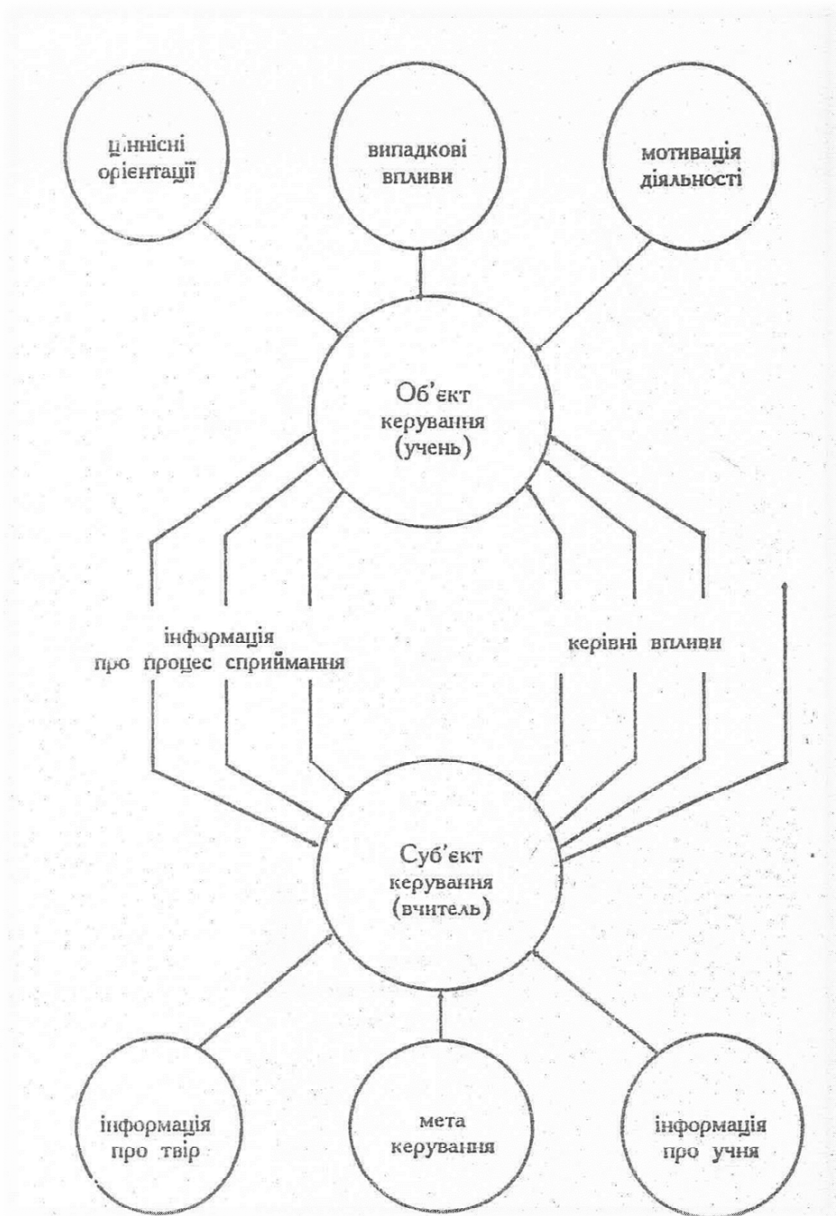 ціннісні
орієнтації
випадкові
впливи
мотивація
діяльності
Об'єкт
керування
(учень)
інформація
про процес сприймання
керівні впливи
Суб'єкт
керування
(вчитель)
інформація
про твір
мета
керування
інформація
про учня